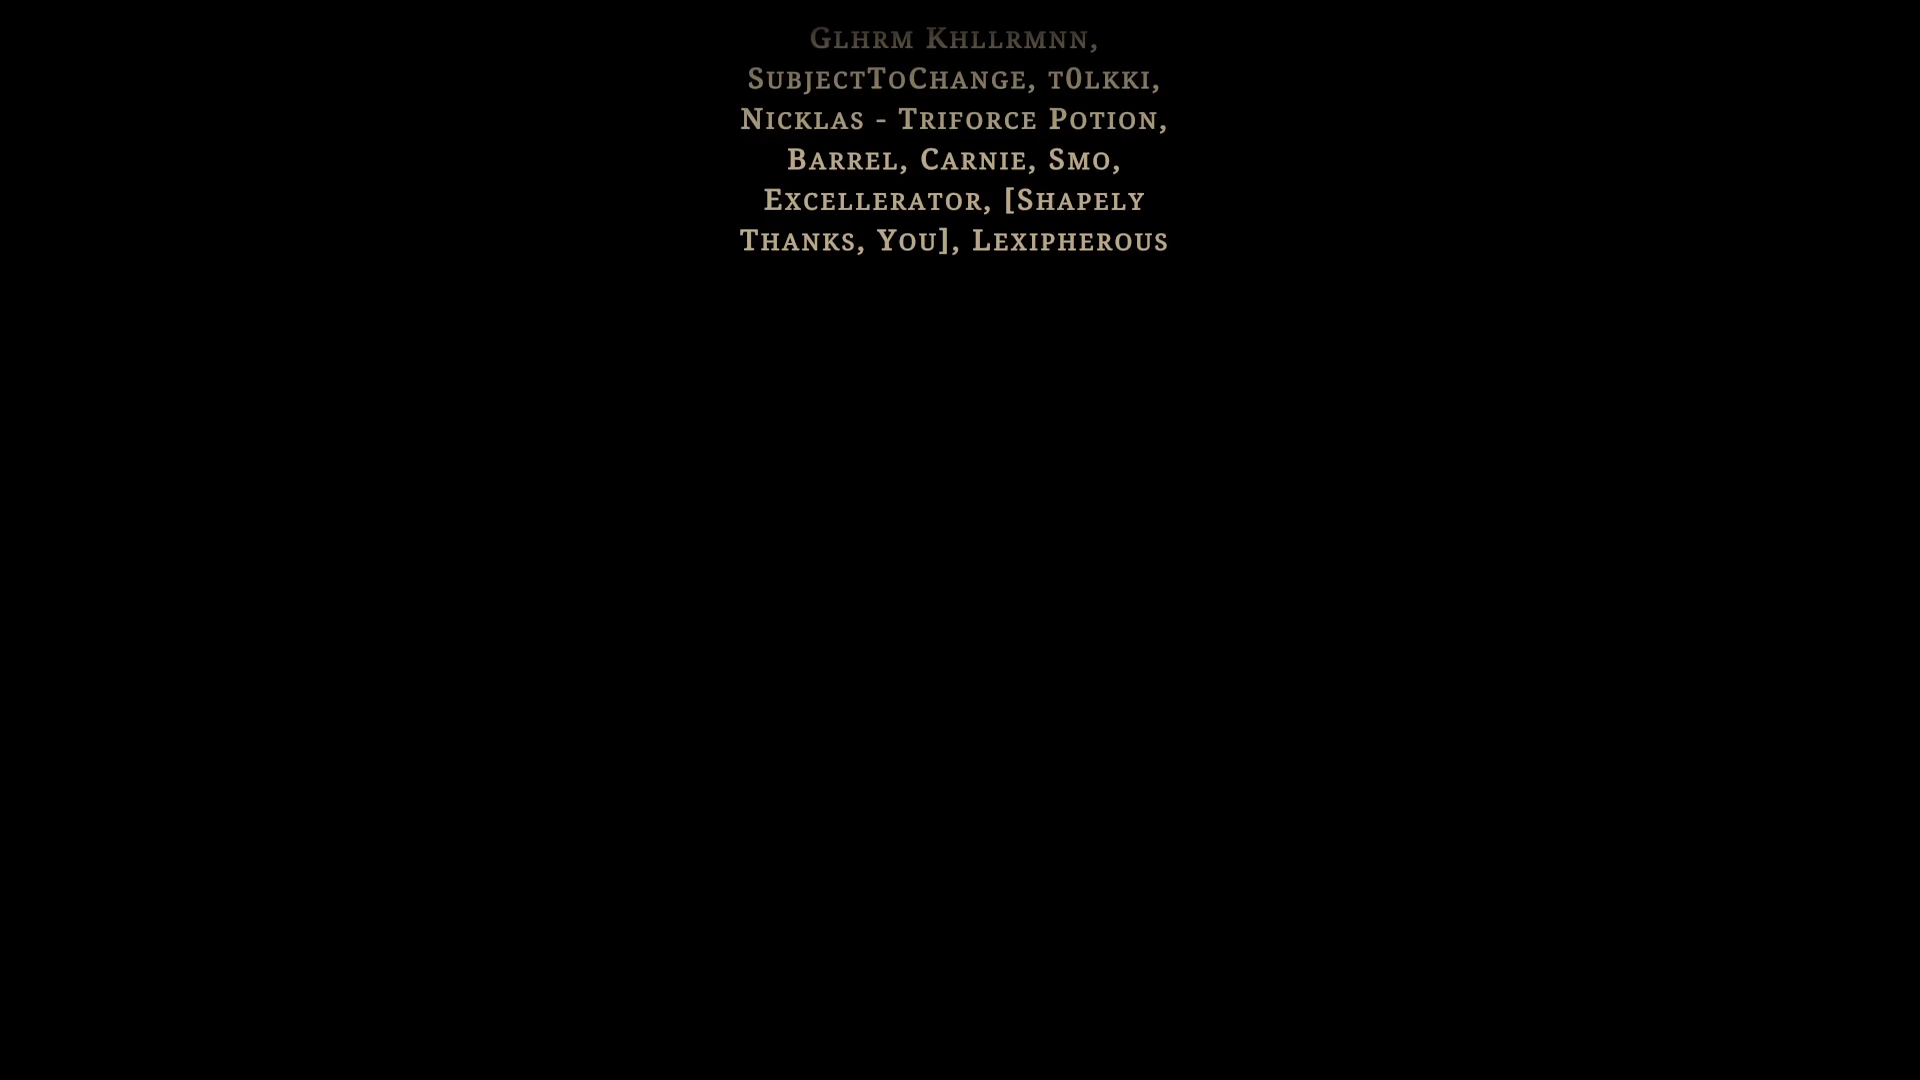 Glhrm Khllrmnn,
SubjectToChange, t0lkki,
Nicklas - Triforce Potion,
Barrel, Carnie, Smo,
Excellerator, [Shapely
Thanks, You], Lexipherous